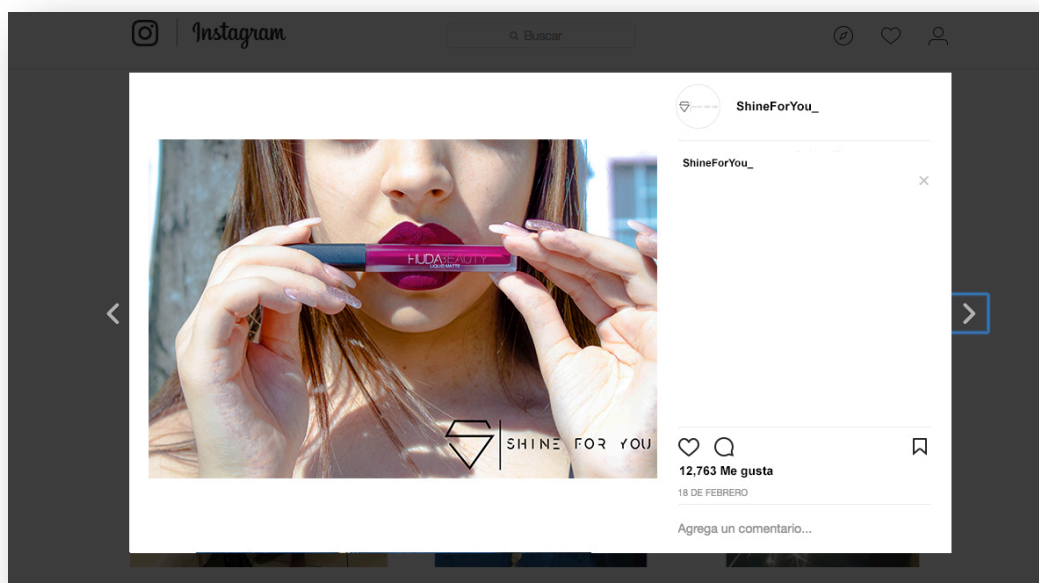 Instagram
Buscar
ShineForYou_
ShineForYou_
HUDABEAUTY
LIQUID MATTE
SHINE FOR YOU
12,763 Me gusta
18 DE FEBRERO
Agrega un comentario...